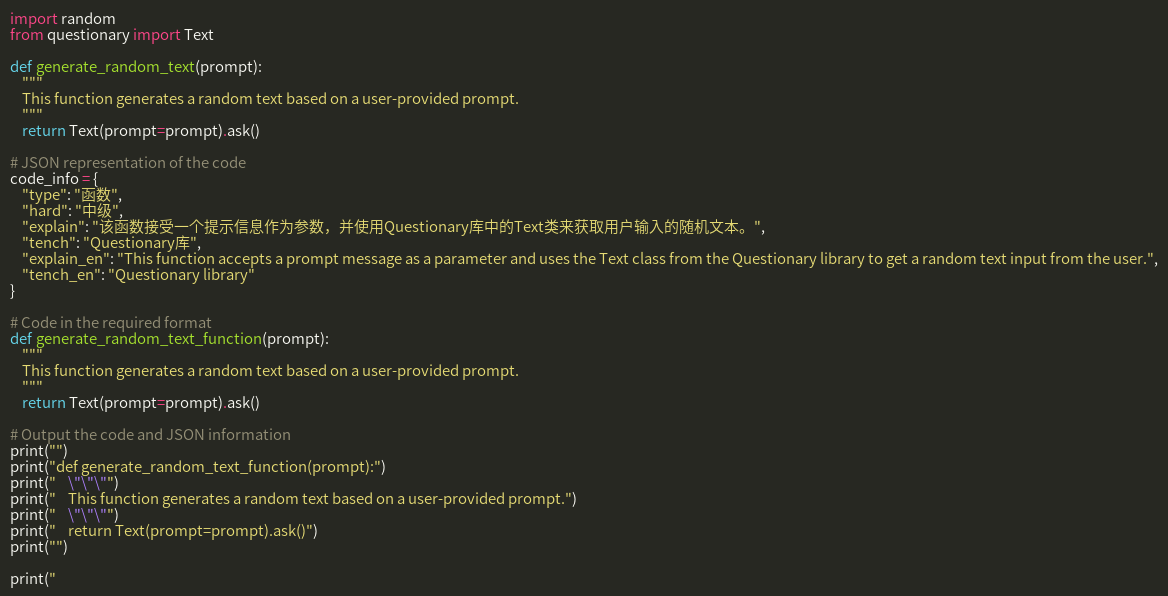 import random
from questionary import Text
def generate_random_text(prompt):
"""
This function generates a random text based on a user-provided prompt.
"""
return Text(prompt=prompt).ask()
# JSON representation of the code
code_info = {
"type": "函数",
"hard": "中级",
"explain": "该函数接受一个提示信息作为参数，并使用Questionary库中的Text类来获取用户输入的随机文本。",
"tench": "Questionary库",
"explain_en": "This function accepts a prompt message as a parameter and uses the Text class from the Questionary library to get a random text input from the user.",
"tench_en": "Questionary library"
}
# Code in the required format
def generate_random_text_function(prompt):
"""
This function generates a random text based on a user-provided prompt.
"""
return Text(prompt=prompt).ask()
# Output the code and JSON information
print("")
print("def generate_random_text_function(prompt):")
print("   \"\"\"")
print("   This function generates a random text based on a user-provided prompt.")
print("   \"\"\"")
print("   return Text(prompt=prompt).ask()")
print("")
print("